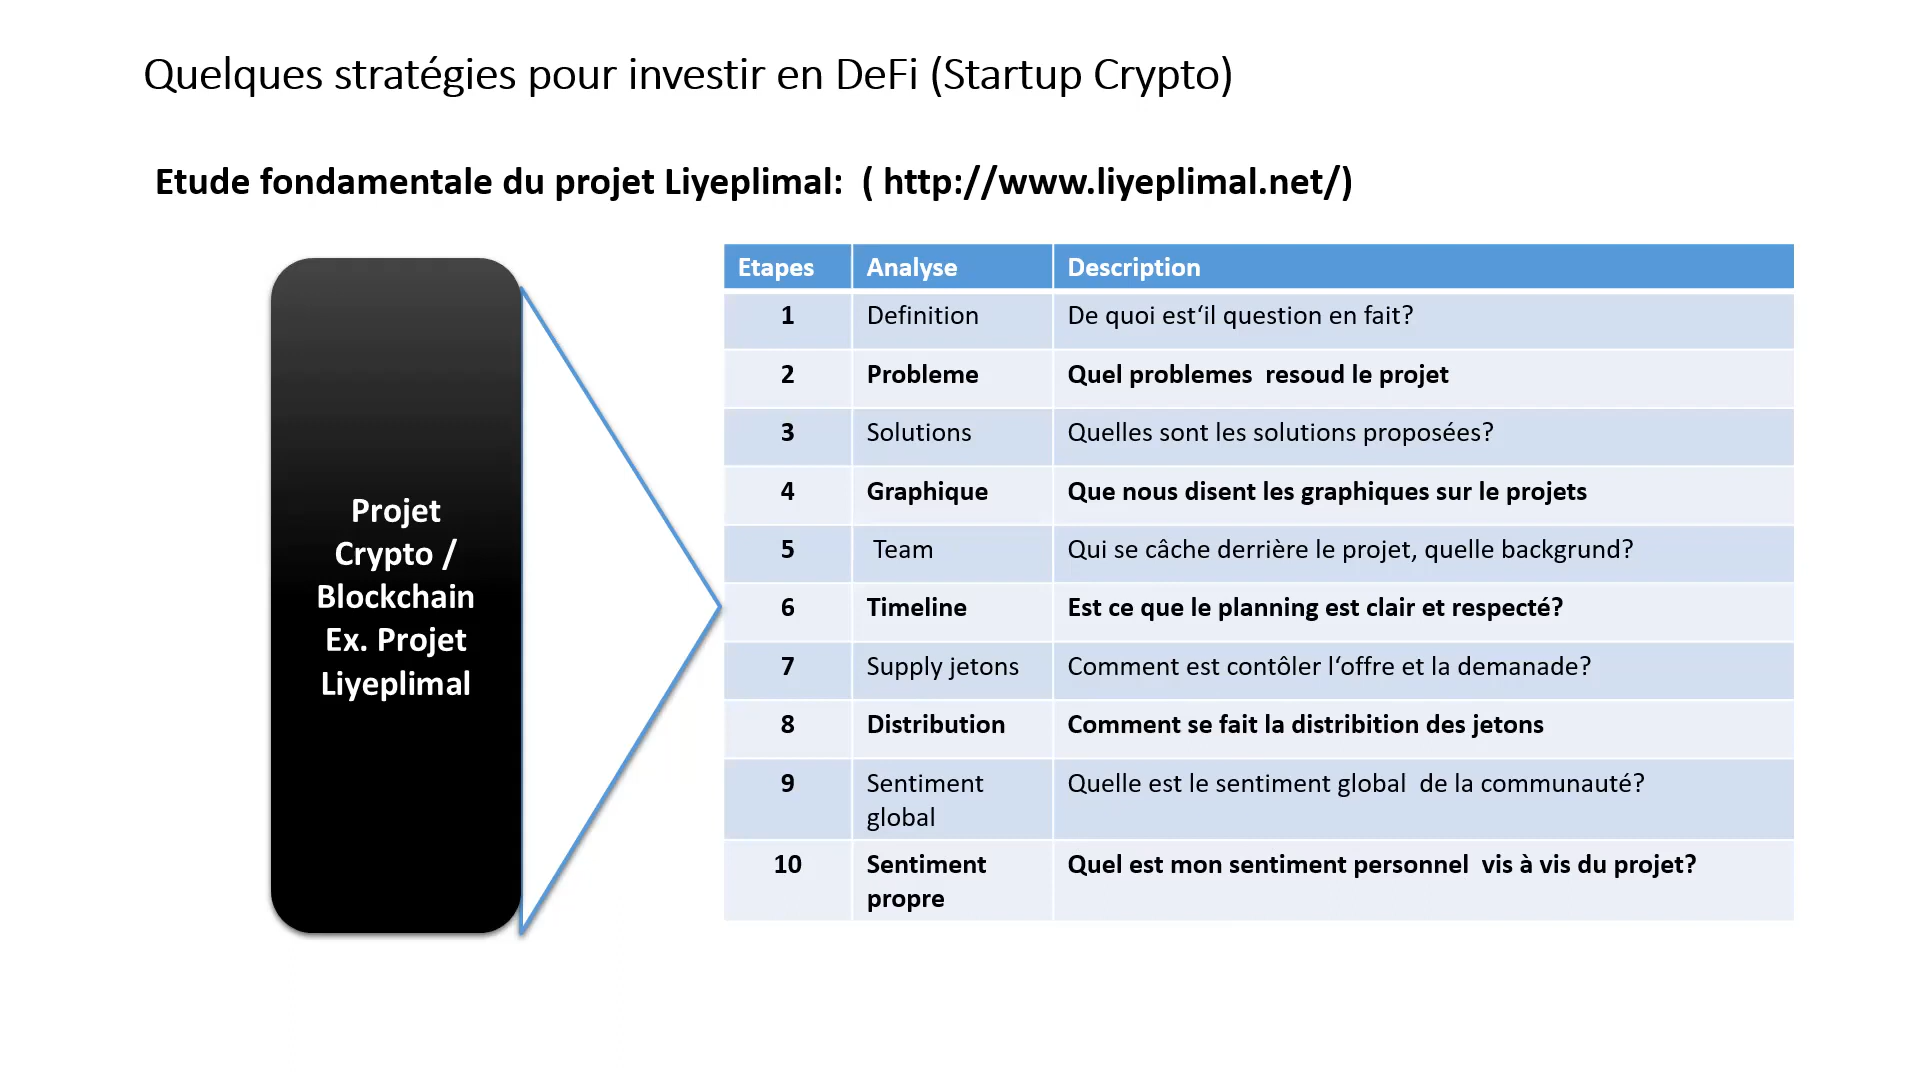 Quelques stratégies pour investir en DeFi (Startup Crypto)
Etude fondamentale du projet Liyeplimal:  ( http://www.liyeplimal.net/)
Projet
Crypto /
Blockchain
Ex. Projet
Liyeplimal
Etapes Analyse Description
1 Definition De quoi est‘il question en fait?
2 Probleme Quel problemes  resoud le projet
3 Solutions Quelles sont les solutions proposées?
4 Graphique Que nous disent les graphiques sur le projets
5 Team Qui se câche derrière le projet, quelle backgrund?
6 Timeline Est ce que le planning est clair et respecté?
7 Supply jetons Comment est contôler l‘offre et la demanade?
8 Distribution Comment se fait la distribition des jetons
9 Sentiment Quelle est le sentiment global  de la communauté?
global
10 Sentiment Quel est mon sentiment personnel  vis à vis du projet?
propre